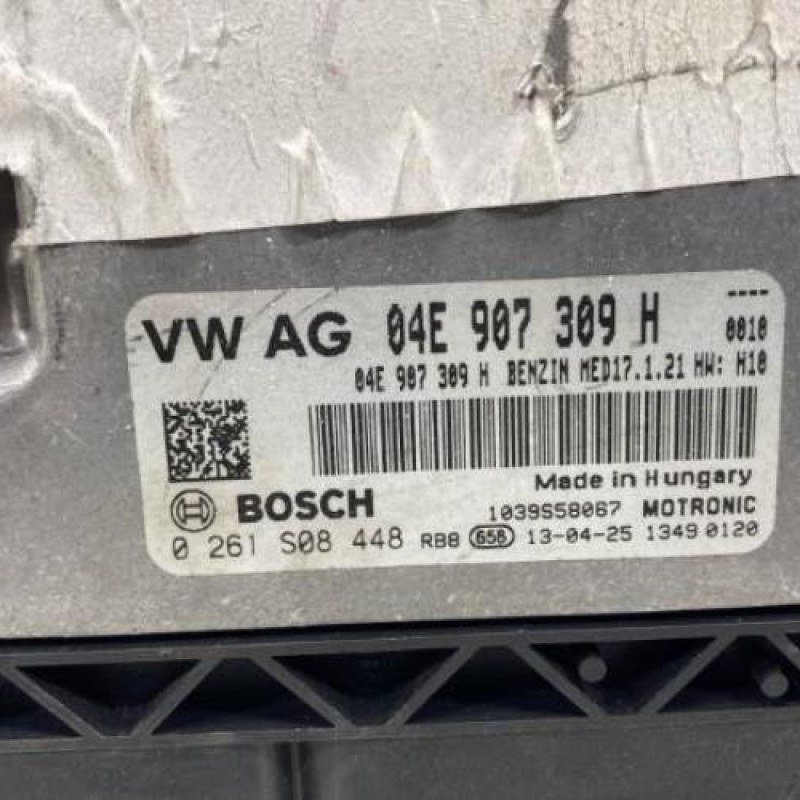 VW AG 04E 907 309 H ----
0010
04E 907 309 H BENZIN MED17.1.21 HW: H10
Made in Hungary
BOSCH 1039S58067 MOTRONIC
0 261 S08 448 RB8 658 13-04-25 1349 0120